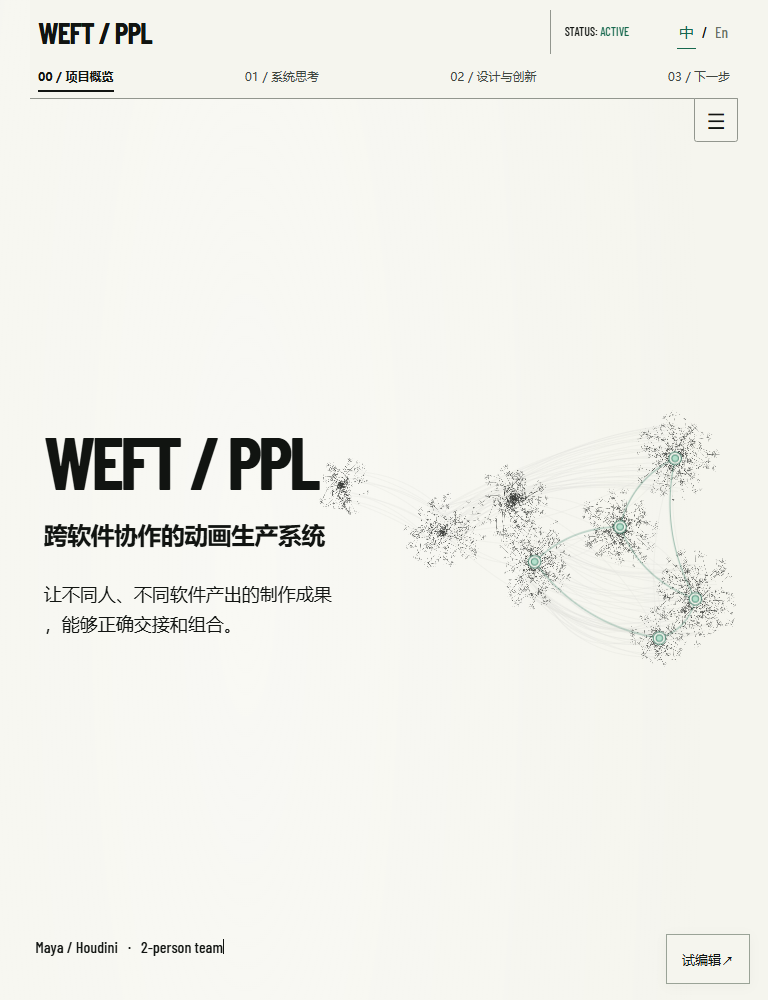 WEFT / PPL
STATUS: ACTIVE
中 / En
00 / 项目概览
01 / 系统思考
02 / 设计与创新
03 / 下一步
WEFT / PPL
跨软件协作的动画生产系统
让不同人、不同软件产出的制作成果
，能够正确交接和组合。
Maya / Houdini · 2-person team
试编辑↗